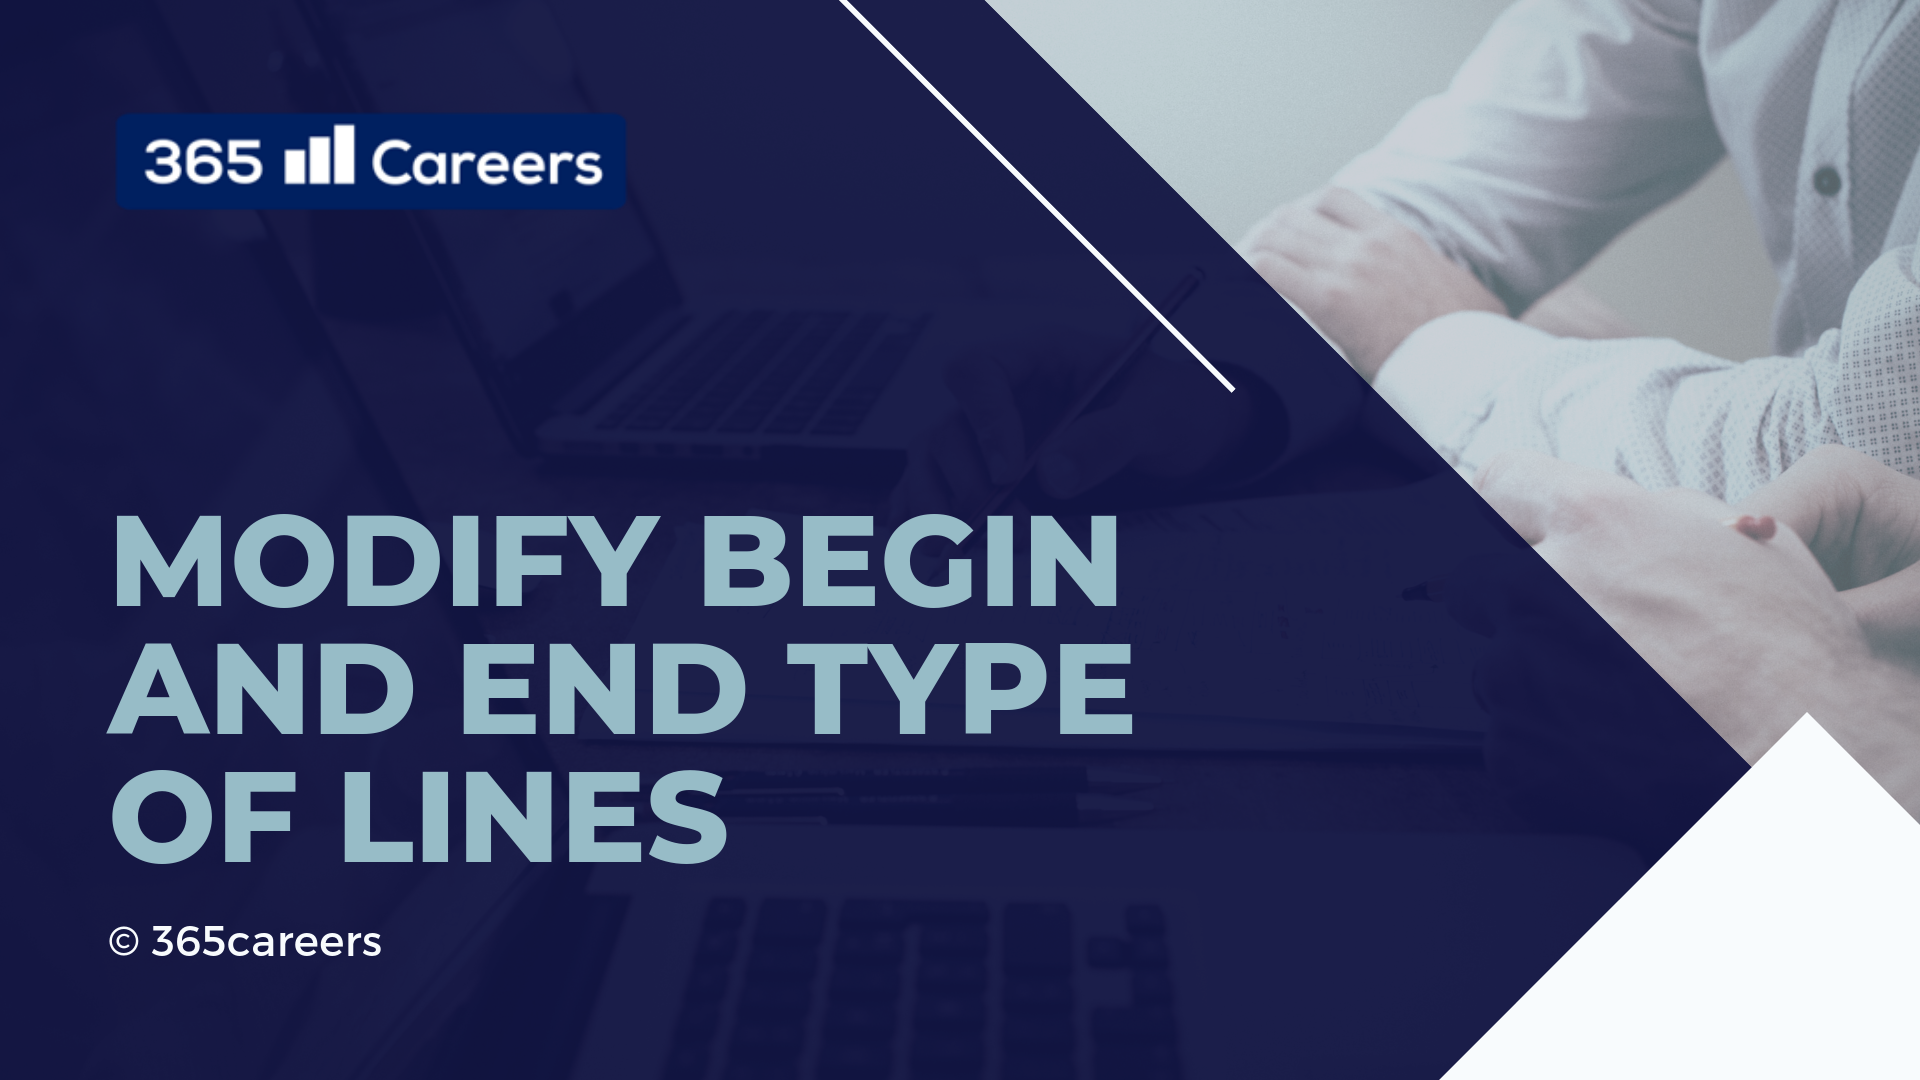 365 Careers
MODIFY BEGIN
AND END TYPE
OF LINES
© 365careers